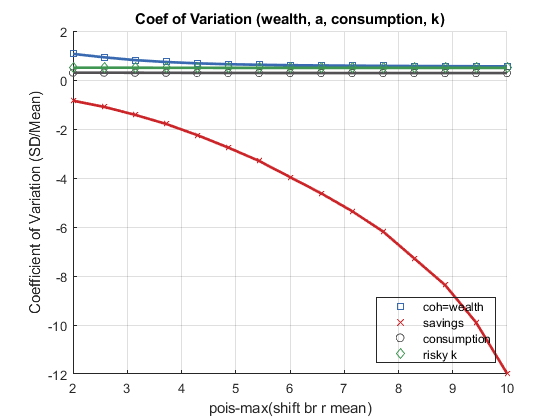 Coef of Variation (wealth, a, consumption, k)
Coefficient of Variation (SD/Mean)
2
0
-2
-4
-6
-8
-10
-12
coh=wealth
savings
consumption
risky k
2 3 4 5 6 7 8 9 10
pois-max(shift br r mean)